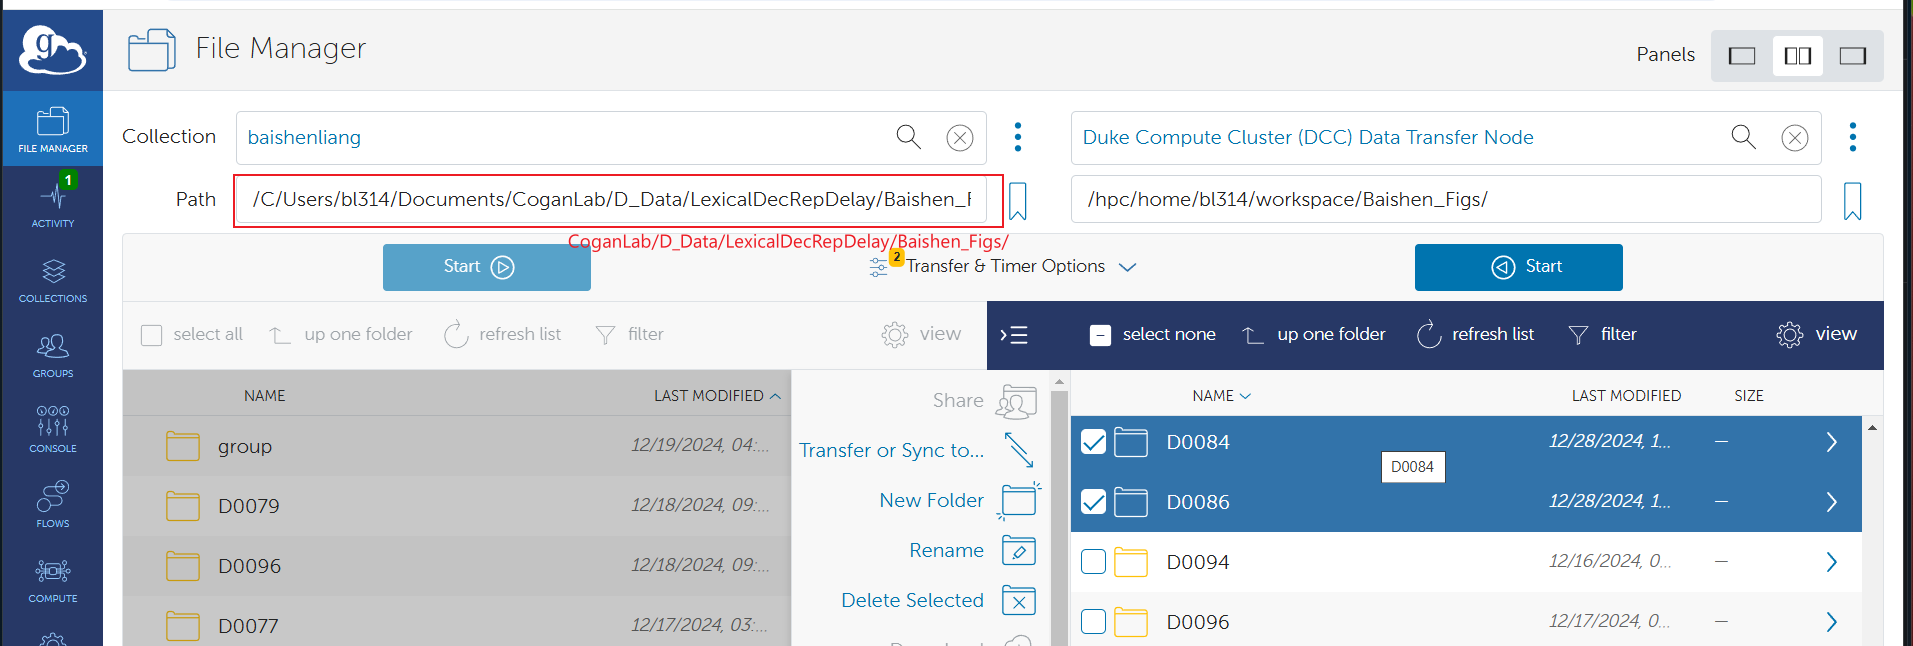 g
File Manager
Panels
FILE MANAGER
1
ACTIVITY
COLLECTIONS
GROUPS
CONSOLE
FLOWS
COMPUTE
Collection
baishenliang
Duke Compute Cluster (DCC) Data Transfer Node
Path
/C/Users/bl314/Documents/CoganLab/D_Data/LexicalDecRepDelay/Baishen_F
/hpc/home/bl314/workspace/Baishen_Figs/
CoganLab/D_Data/LexicalDecRepDelay/Baishen_Figs/
Start
2
Transfer & Timer Options
Start
select all
up one folder
refresh list
filter
view
select none
up one folder
refresh list
filter
view
NAME
LAST MODIFIED
group
12/19/2024, 04:...
D0079
12/18/2024, 09:...
D0096
12/18/2024, 09:...
D0077
12/17/2024, 03:...
Share
Transfer or Sync to...
New Folder
Rename
Delete Selected
NAME
LAST MODIFIED
SIZE
D0084
12/28/2024, 1...
—
D0084
D0086
12/28/2024, 1...
—
D0094
12/16/2024, 0...
—
D0096
12/17/2024, 0...
—